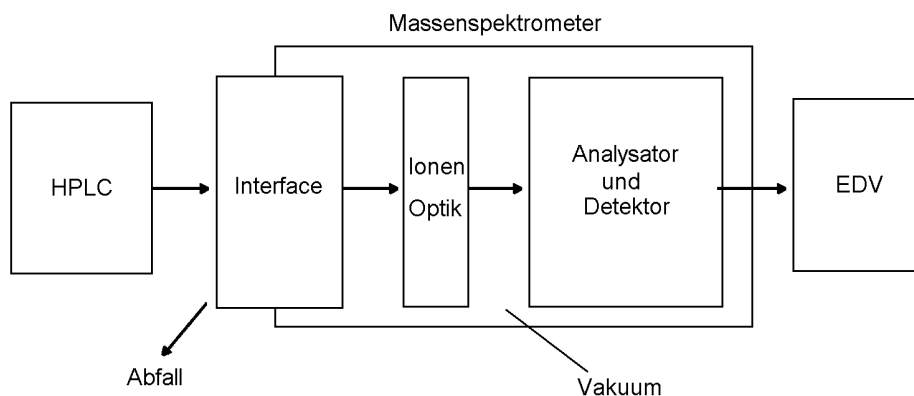 Massenspektrometer
HPLC
Interface
Ionen
Optik
Analysator
und
Detektor
EDV
Abfall
Vakuum